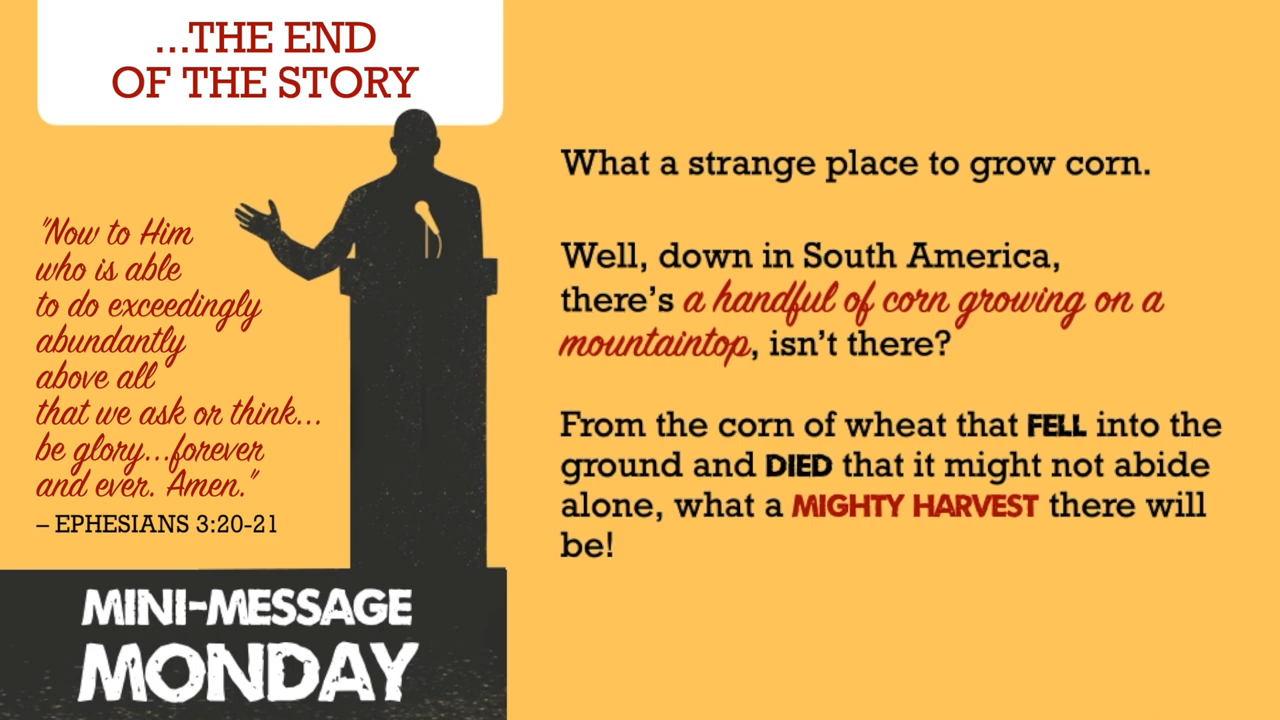 ...THE END
OF THE STORY
"Now to Him
who is able
to do exceedingly
abundantly
above all
that we ask or think...
be glory...forever
and ever. Amen."
– EPHESIANS 3:20-21
MINI-MESSAGE
MONDAY
What a strange place to grow corn.
Well, down in South America,
there's a handful of corn growing on a
mountaintop, isn't there?
From the corn of wheat that FELL into the
ground and DIED that it might not abide
alone, what a MIGHTY HARVEST there will
be!